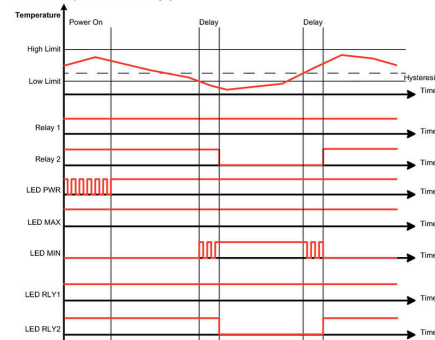 Temperature
Power On
Delay
Delay
High Limit
Low Limit
Hysteresi
Time
Relay 1
Time
Relay 2
Time
LED PWR
Time
LED MAX
Time
LED MIN
Time
LED RLY1
Time
LED RLY2
Time